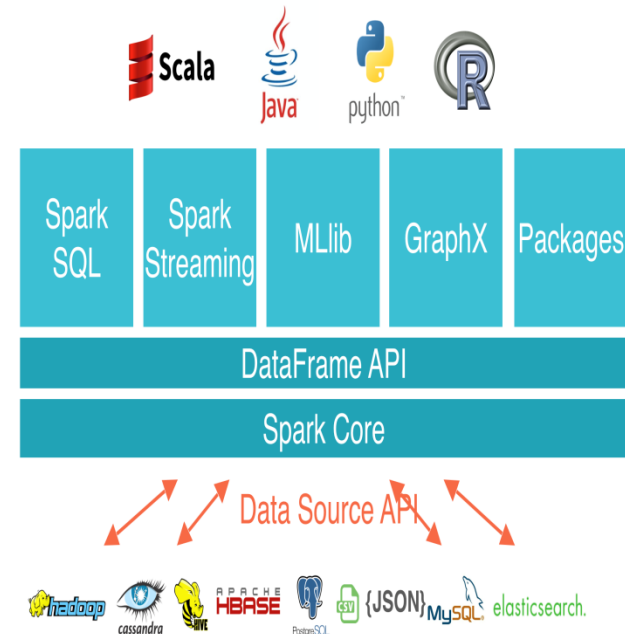 Scala
Java
python™
R
Spark SQL
Spark Streaming
MLlib
GraphX
Packages
DataFrame API
Spark Core
Data Source API
hadoop
cassandra
HIVE
APACHE
HBASE
PostgreSQL
CSV
{JSON}
MySQL
elasticsearch.